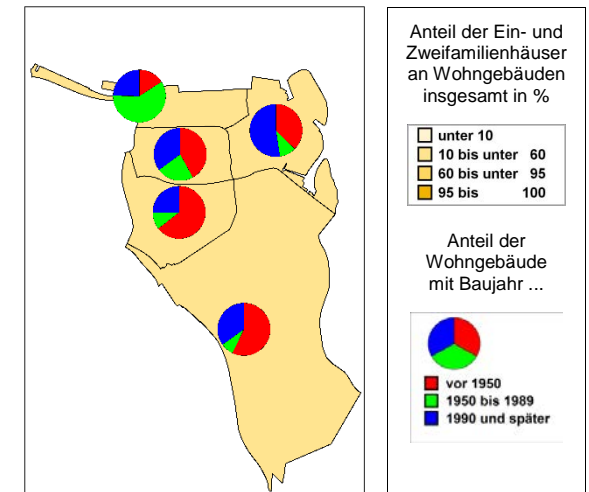 Anteil der Ein- und
Zweifamilienhäuser
an Wohngebäuden
insgesamt in %
unter 10
10 bis unter 60
60 bis unter 95
95 bis 100
Anteil der
Wohngebäude
mit Baujahr ...
vor 1950
1950 bis 1989
1990 und später